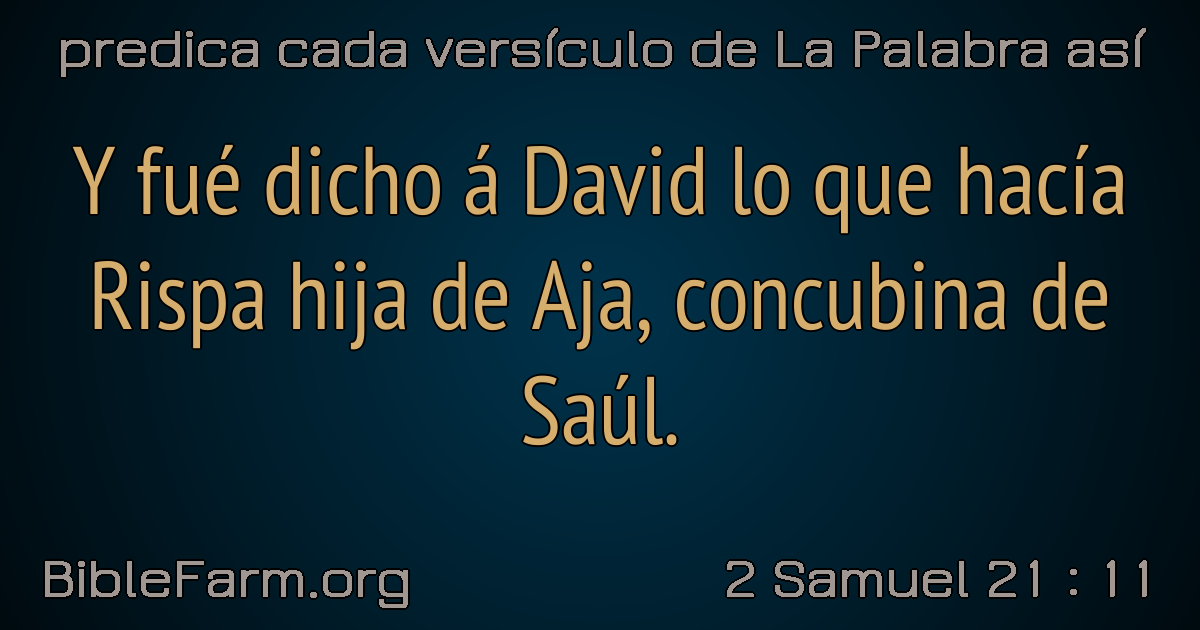 predica cada versículo de La Palabra así
Y fué dicho á David lo que hacía
Rispa hija de Aja, concubina de
Saúl.
BibleFarm.org
2 Samuel 21 : 11